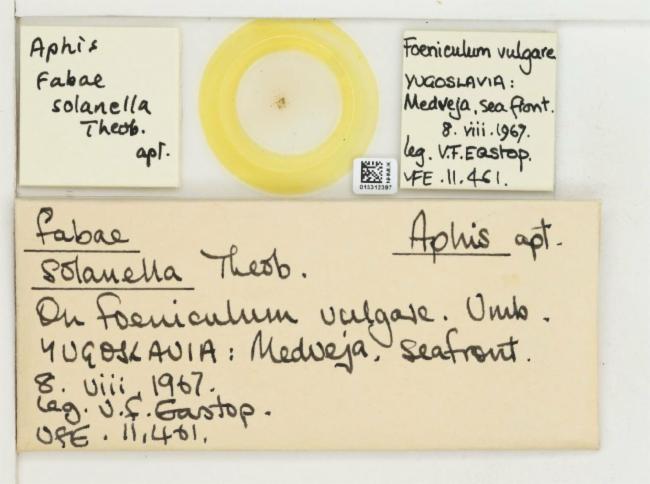 Aphis
Fabae
solanella
Theob.
apt.
Foeniculum vulgare
YUGOSLAVIA:
Medveja, sea front.
8. viii. 1967.
leg. V.F. Eastop.
VFE. 11.461.
NHMUK
013312397
fabae Aphis apt.
solanella Theob.
On foeniculum vulgare. Umb.
YUGOSLAVIA: Medveja. seafront.
8. viii 1967.
leg. V.F. Eastop.
VFE. 11,461.